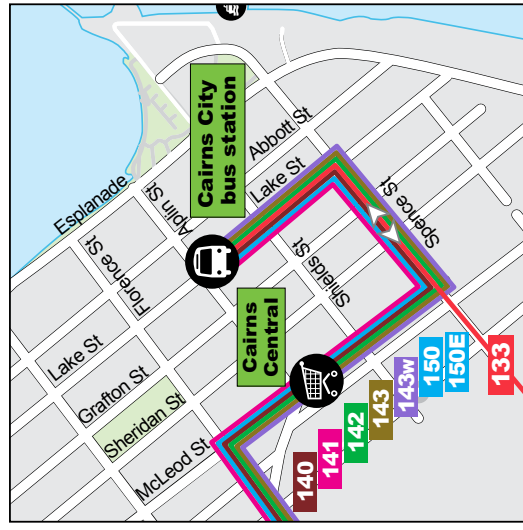 Cairns City
bus station
Abbott St
Lake St
Esplanade
Aplin St
Florence St
Spence St
Shields St
Cairns
Central
Lake St
Grafton St
Sheridan St
McLeod St
140
141
142
143
143w
150
150E
133